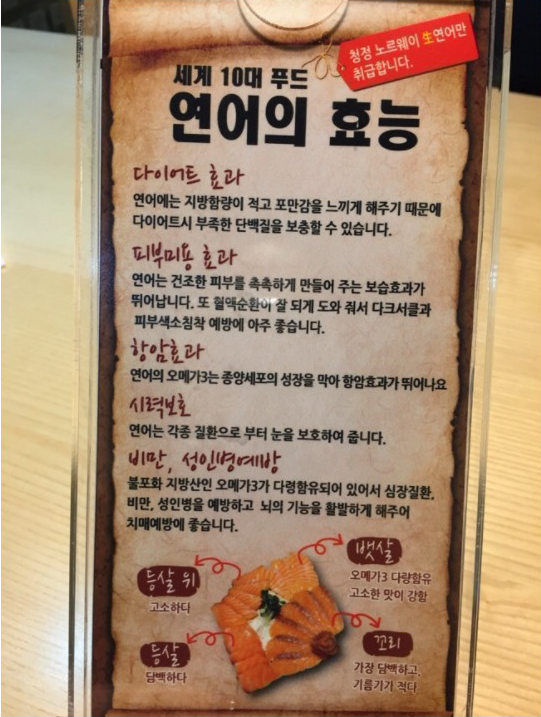 청정 노르웨이 生연어만
취급합니다.
세계 10대 푸드
연어의 효능
다이어트 효과
연어에는 지방함량이 적고 포만감을 느끼게 해주기 때문에
다이어트시 부족한 단백질을 보충할 수 있습니다.
피부미용 효과
연어는 건조한 피부를 촉촉하게 만들어 주는 보습효과가
뛰어납니다. 또 혈액순환이 잘 되게 도와 줘서 다크서클과
피부색소침착 예방에 아주 좋습니다.
항암효과
연어의 오메가3는 종양세포의 성장을 막아 항암효과가 뛰어나요
시력보호
연어는 각종 질환으로 부터 눈을 보호하여 줍니다.
비만, 성인병예방
불포화 지방산인 오메가3가 다령함유되어 있어서 심장질환,
비만, 성인병을 예방하고 뇌의 기능을 활발하게 해주어
치매예방에 좋습니다.
등살 위
고소하다
뱃살
오메가3 다량함유
고소한 맛이 강함
등살
담백하다
꼬리
가장 담백하고,
기름기가 적다